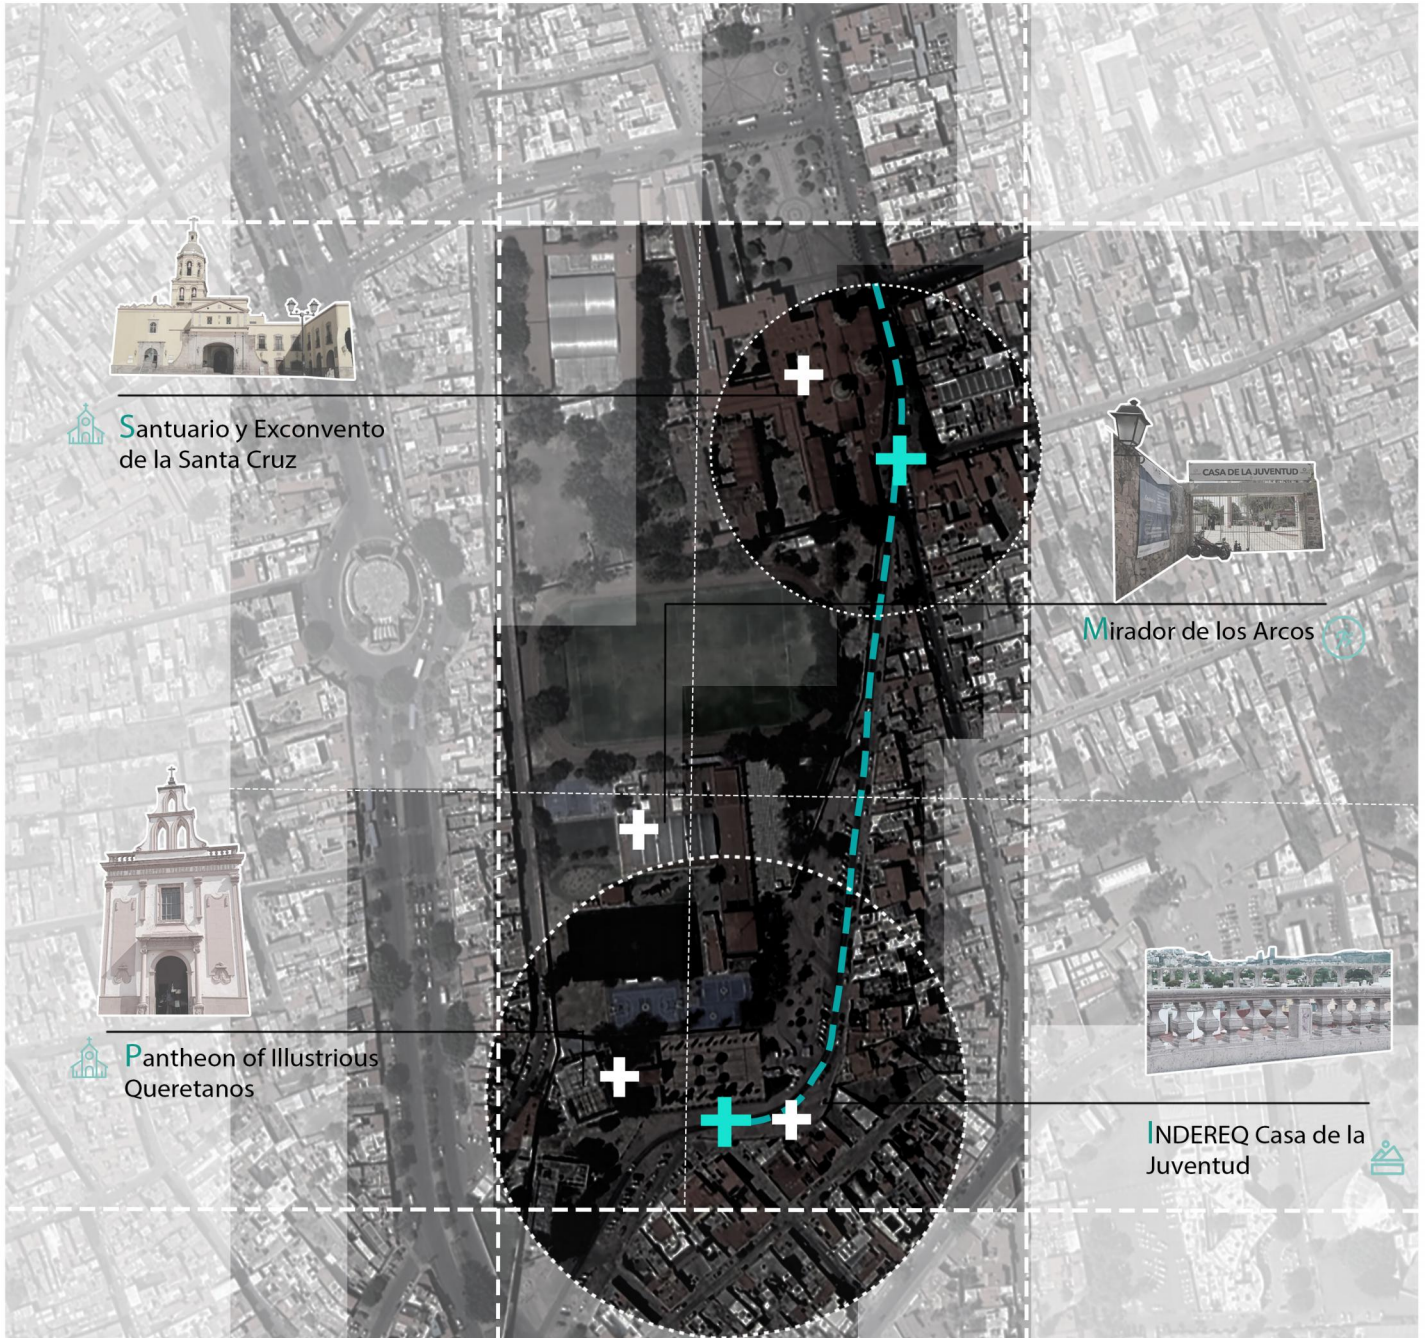 Santuario y Exconvento
de la Santa Cruz
CASA DE LA JUVENTUD
Mirador de los Arcos
Pantheon of Illustrious
Queretanos
INDEREQ Casa de la
Juventud